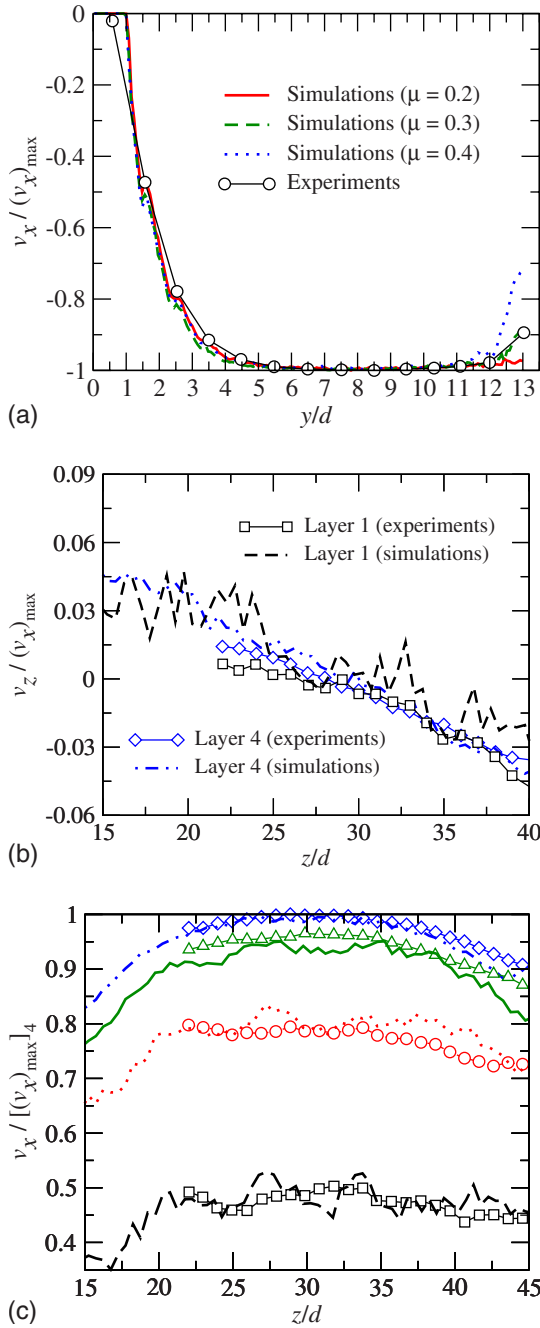 0
-0.2
-0.4
-0.6
-0.8
-1
v_x / (v_x)_max
Simulations (μ = 0.2)
Simulations (μ = 0.3)
Simulations (μ = 0.4)
Experiments
0 1 2 3 4 5 6 7 8 9 10 11 12 13
y/d
(a)
0.09
0.06
0.03
0
-0.03
-0.06
v_z / (v_x)_max
Layer 1 (experiments)
Layer 1 (simulations)
Layer 4 (experiments)
Layer 4 (simulations)
15 20 25 30 35 40
z/d
(b)
1
0.9
0.8
0.7
0.6
0.5
0.4
v_x / [(v_x)_max-4]_4
15 20 25 30 35 40 45
z/d
(c)